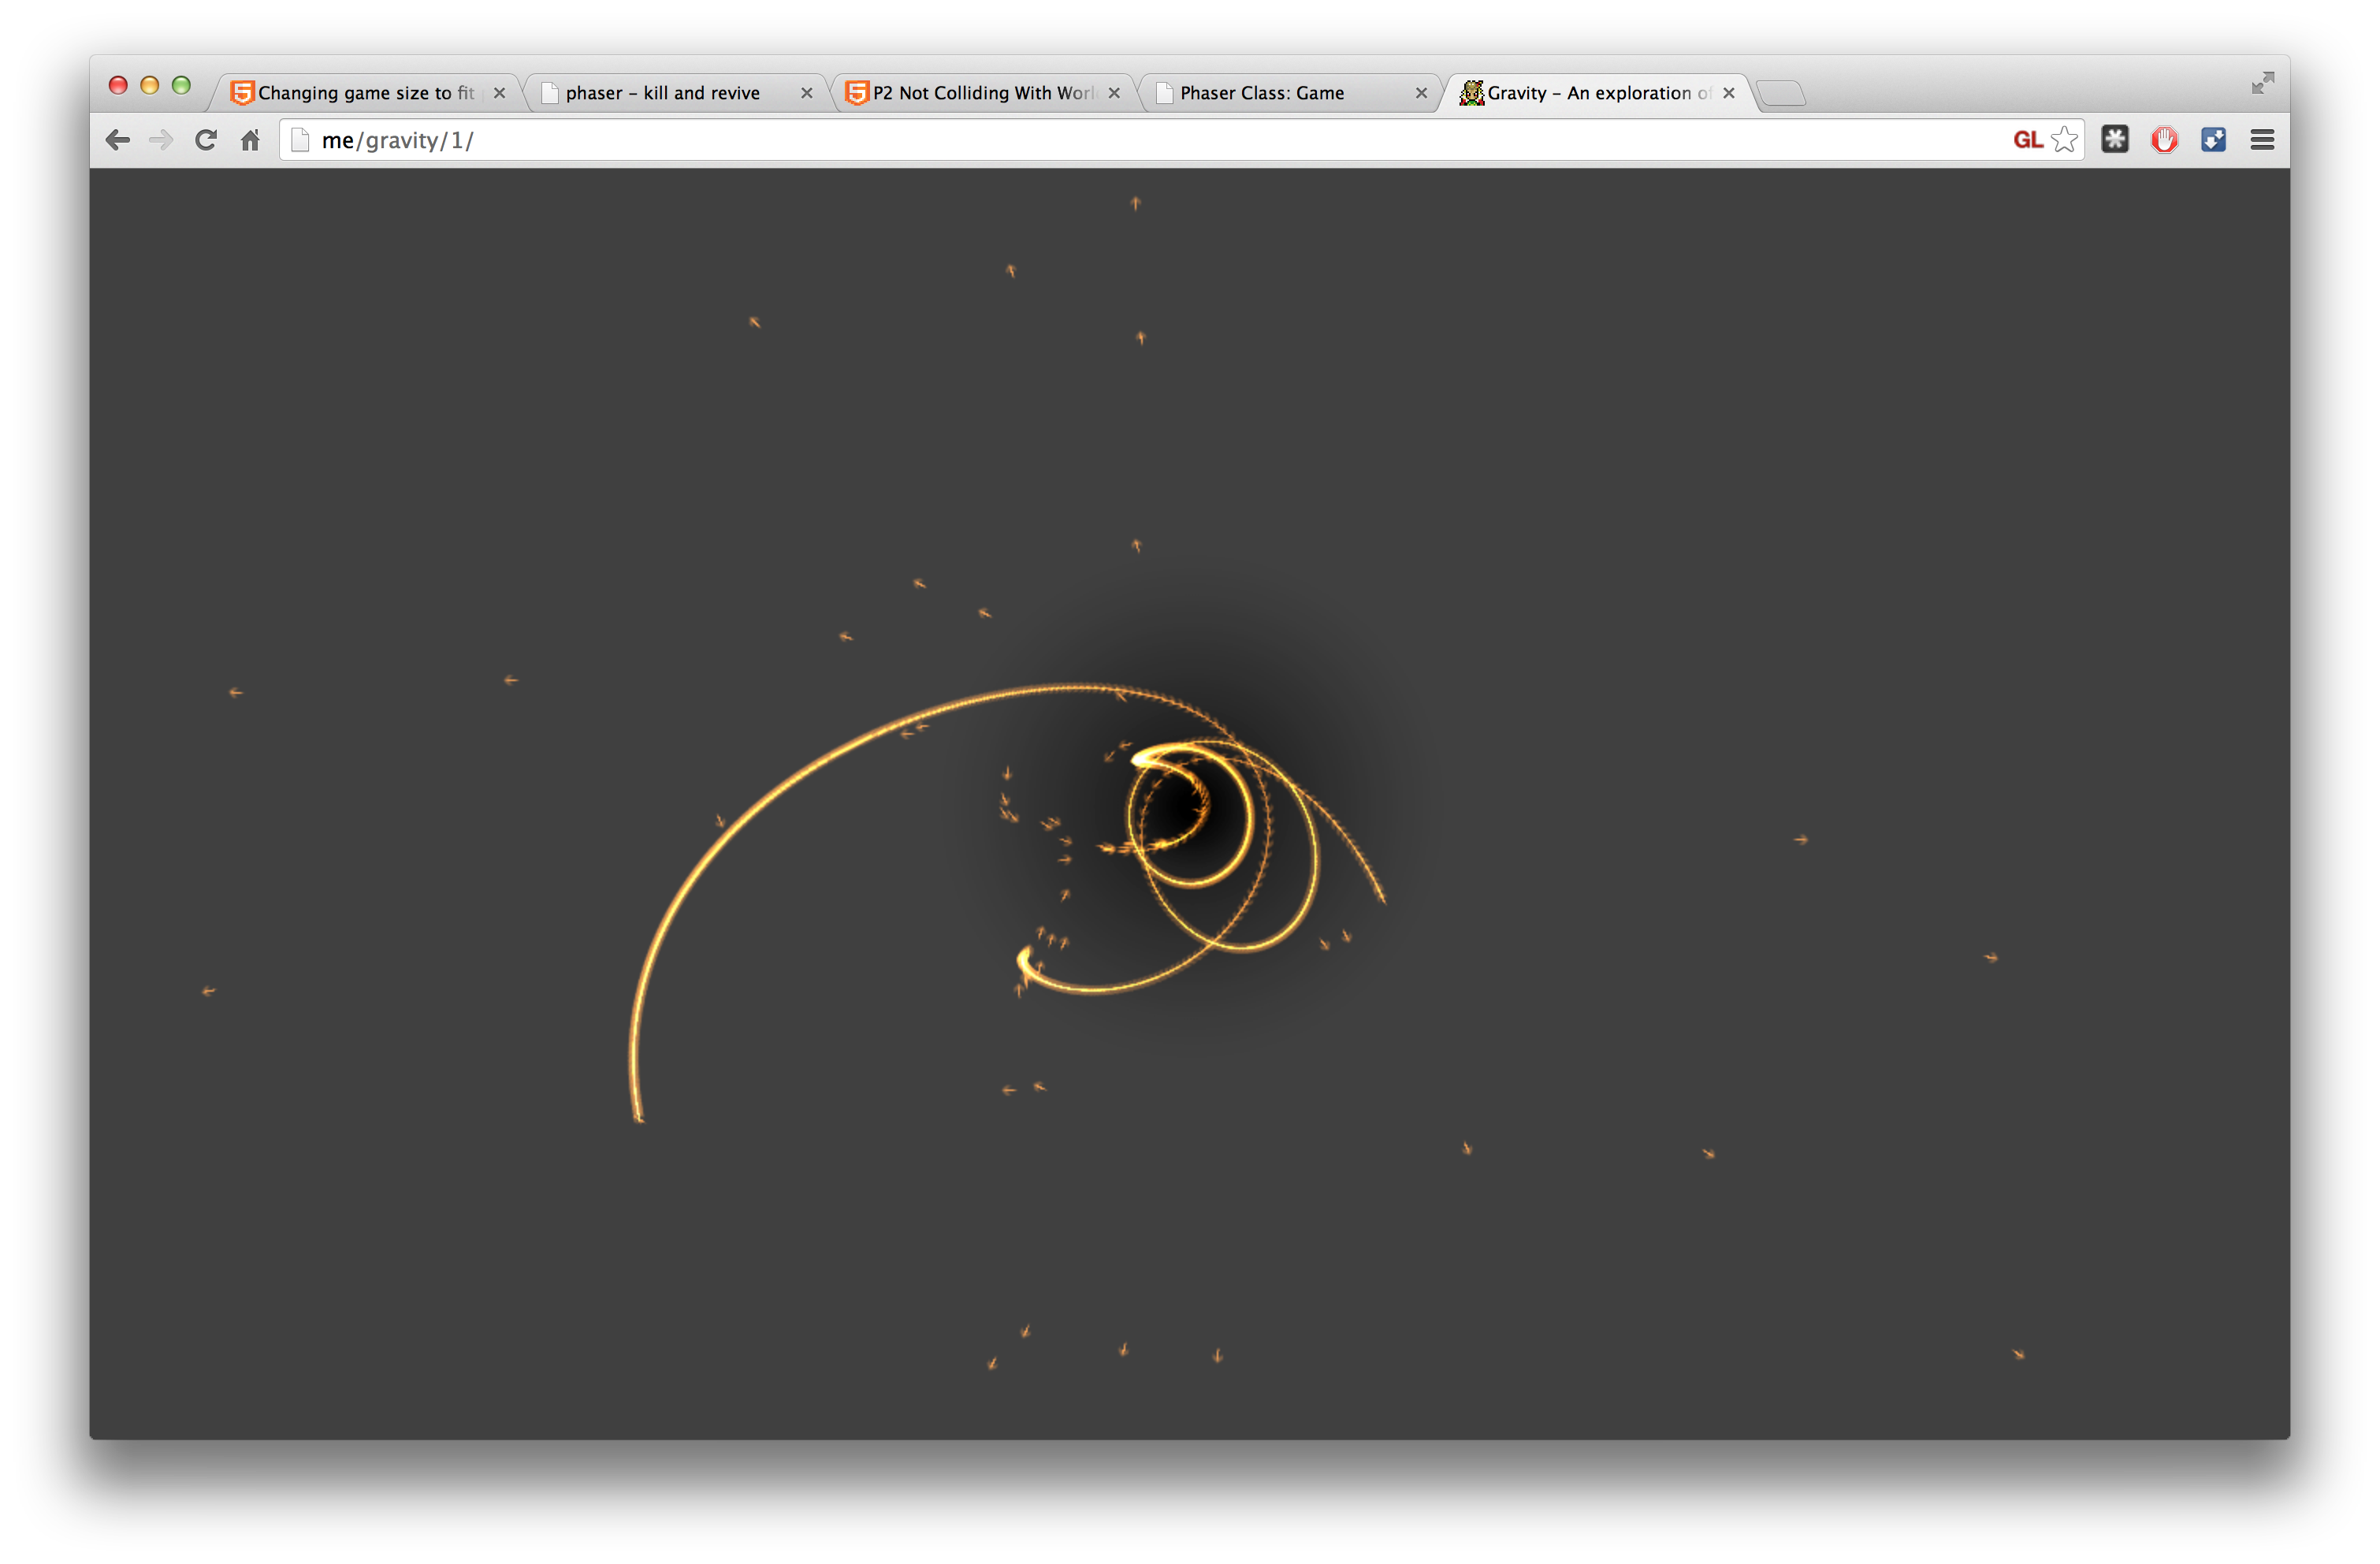 Changing game size to fit
phaser – kill and revive
P2 Not Colliding With Worl
Phaser Class: Game
Gravity – An exploration of
me/gravity/1/
GL